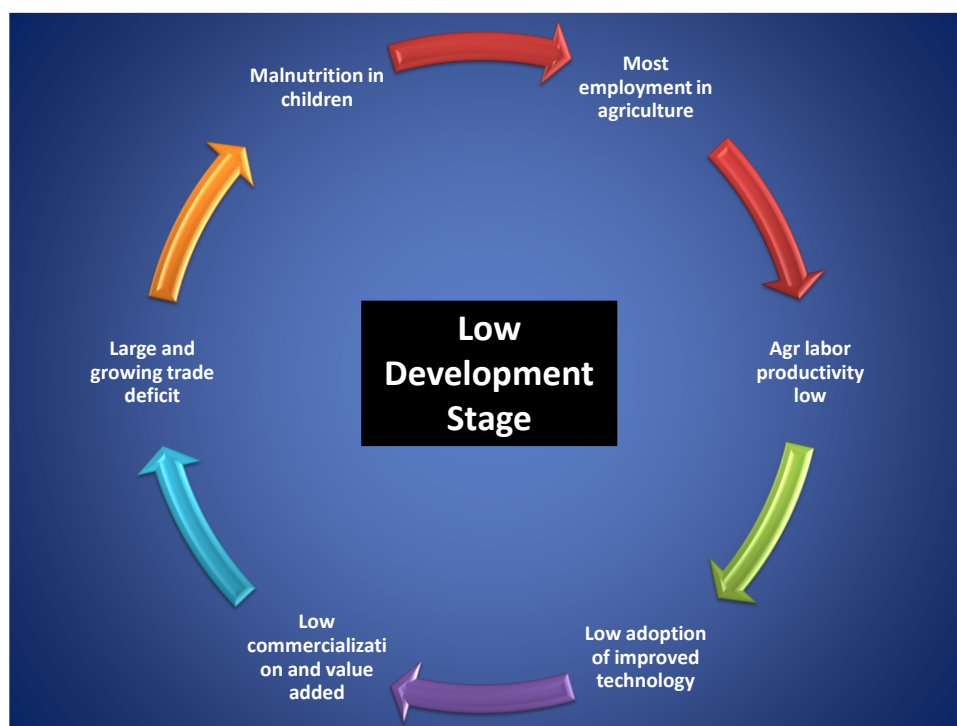 Malnutrition in
children
Most
employment in
agriculture
Agr labor
productivity
low
Low adoption
of improved
technology
Low
commercializati
on and value
added
Large and
growing trade
deficit
Low
Development
Stage